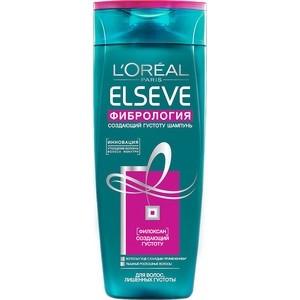 L'ORÉAL
PARIS
ELSEVE
ФИБРОЛОГИЯ
СОЗДАЮЩИЙ ГУСТОТУ ШАМПУНЬ
ИННОВАЦИЯ
ФИЛОКСАН
СОЗДАЮЩИЙ
ГУСТОТУ
ДЛЯ ВОЛОС,
ЛИШЕННЫХ ГУСТОТЫ